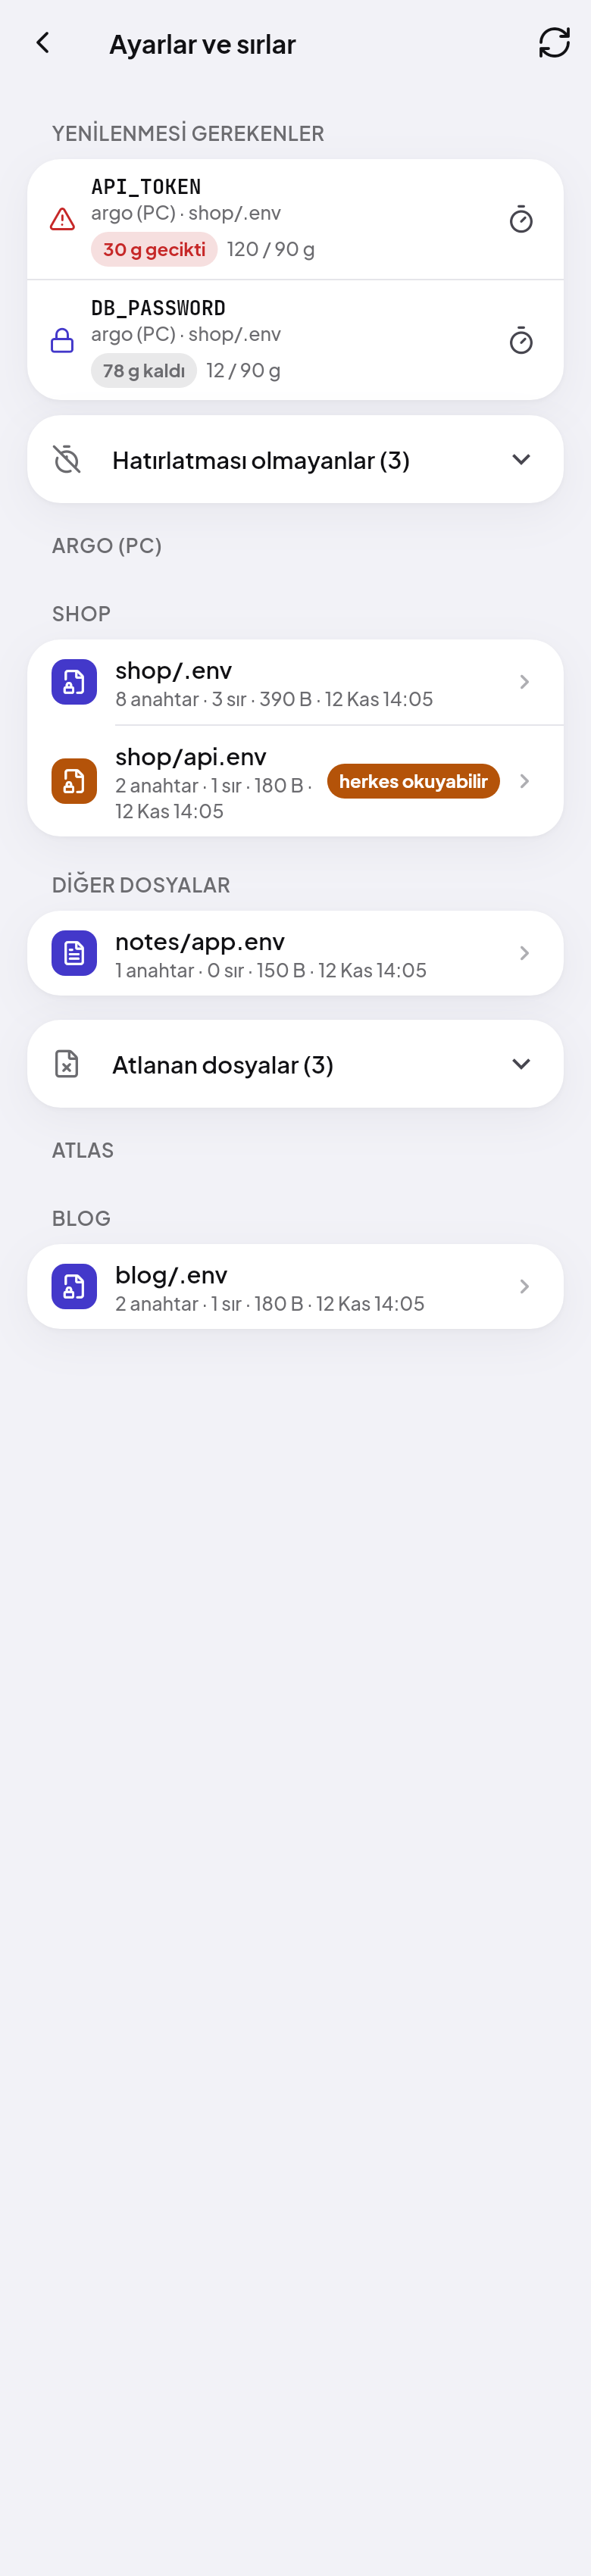 Ayarlar ve sırlar
YENİLENMESİ GEREKENLER
API_TOKEN
argo (PC) · shop/.env
30 g gecikti 120 / 90 g
DB_PASSWORD
argo (PC) · shop/.env
78 g kaldı 12 / 90 g
Hatırlatması olmayanlar (3)
ARGO (PC)
SHOP
shop/.env
8 anahtar · 3 sır · 390 B · 12 Kas 14:05
shop/api.env
2 anahtar · 1 sır · 180 B ·
12 Kas 14:05
herkes okuyabilir
DİĞER DOSYALAR
notes/app.env
1 anahtar · 0 sır · 150 B · 12 Kas 14:05
Atlanan dosyalar (3)
ATLAS
BLOG
blog/.env
2 anahtar · 1 sır · 180 B · 12 Kas 14:05